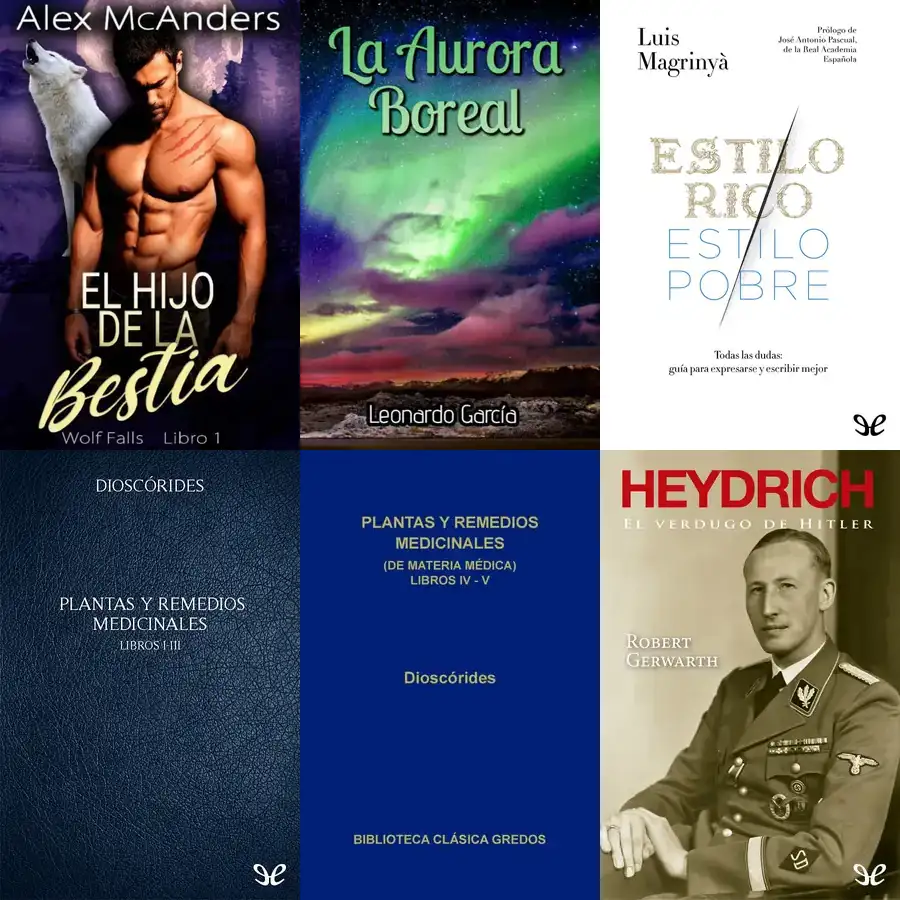 Alex McAnders
EL HIJO
DE LA
Bestia
Wolf Falls Libro 1
La Aurora
Boreal
Leonardo García
Luis
Magrinyà
Prólogo de
José Antonio Pascual,
de la Real Academia
Española
ESTILO
RICO
ESTILO
POBRE
Todas las dudas:
guía para expresarse y escribir mejor
DIOSCÓRIDES
PLANTAS Y REMEDIOS
MEDICINALES
LIBROS I-III
PLANTAS Y REMEDIOS
MEDICINALES
(DE MATERIA MÉDICA)
LIBROS IV - V
Dioscórides
BIBLIOTECA CLÁSICA GREDOS
HEYDRICH
EL VERDUGO DE HITLER
ROBERT
GERWARTH
SD